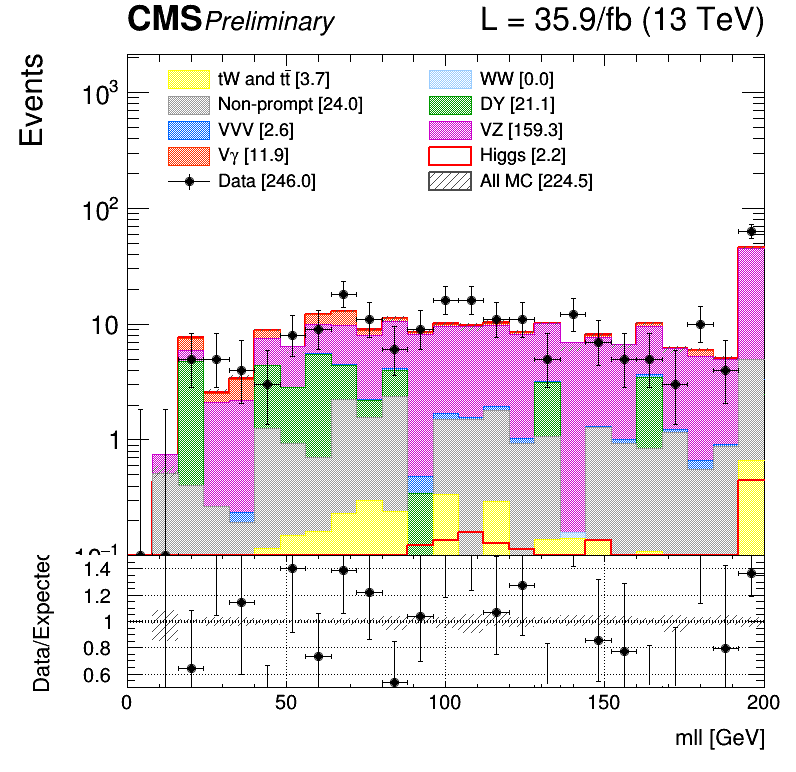 CMS Preliminary L = 35.9/fb (13 TeV)
Events
tW and tt̄ [3.7] WW [0.0]
Non-prompt [24.0] DY [21.1]
VVV [2.6] VZ [159.3]
Vγ [11.9] Higgs [2.2]
Data [246.0] All MC [224.5]
10³
10²
10
1
10⁻¹
Data/Expected
1.4
1.2
1
0.8
0.6
0 50 100 150 200
mll [GeV]